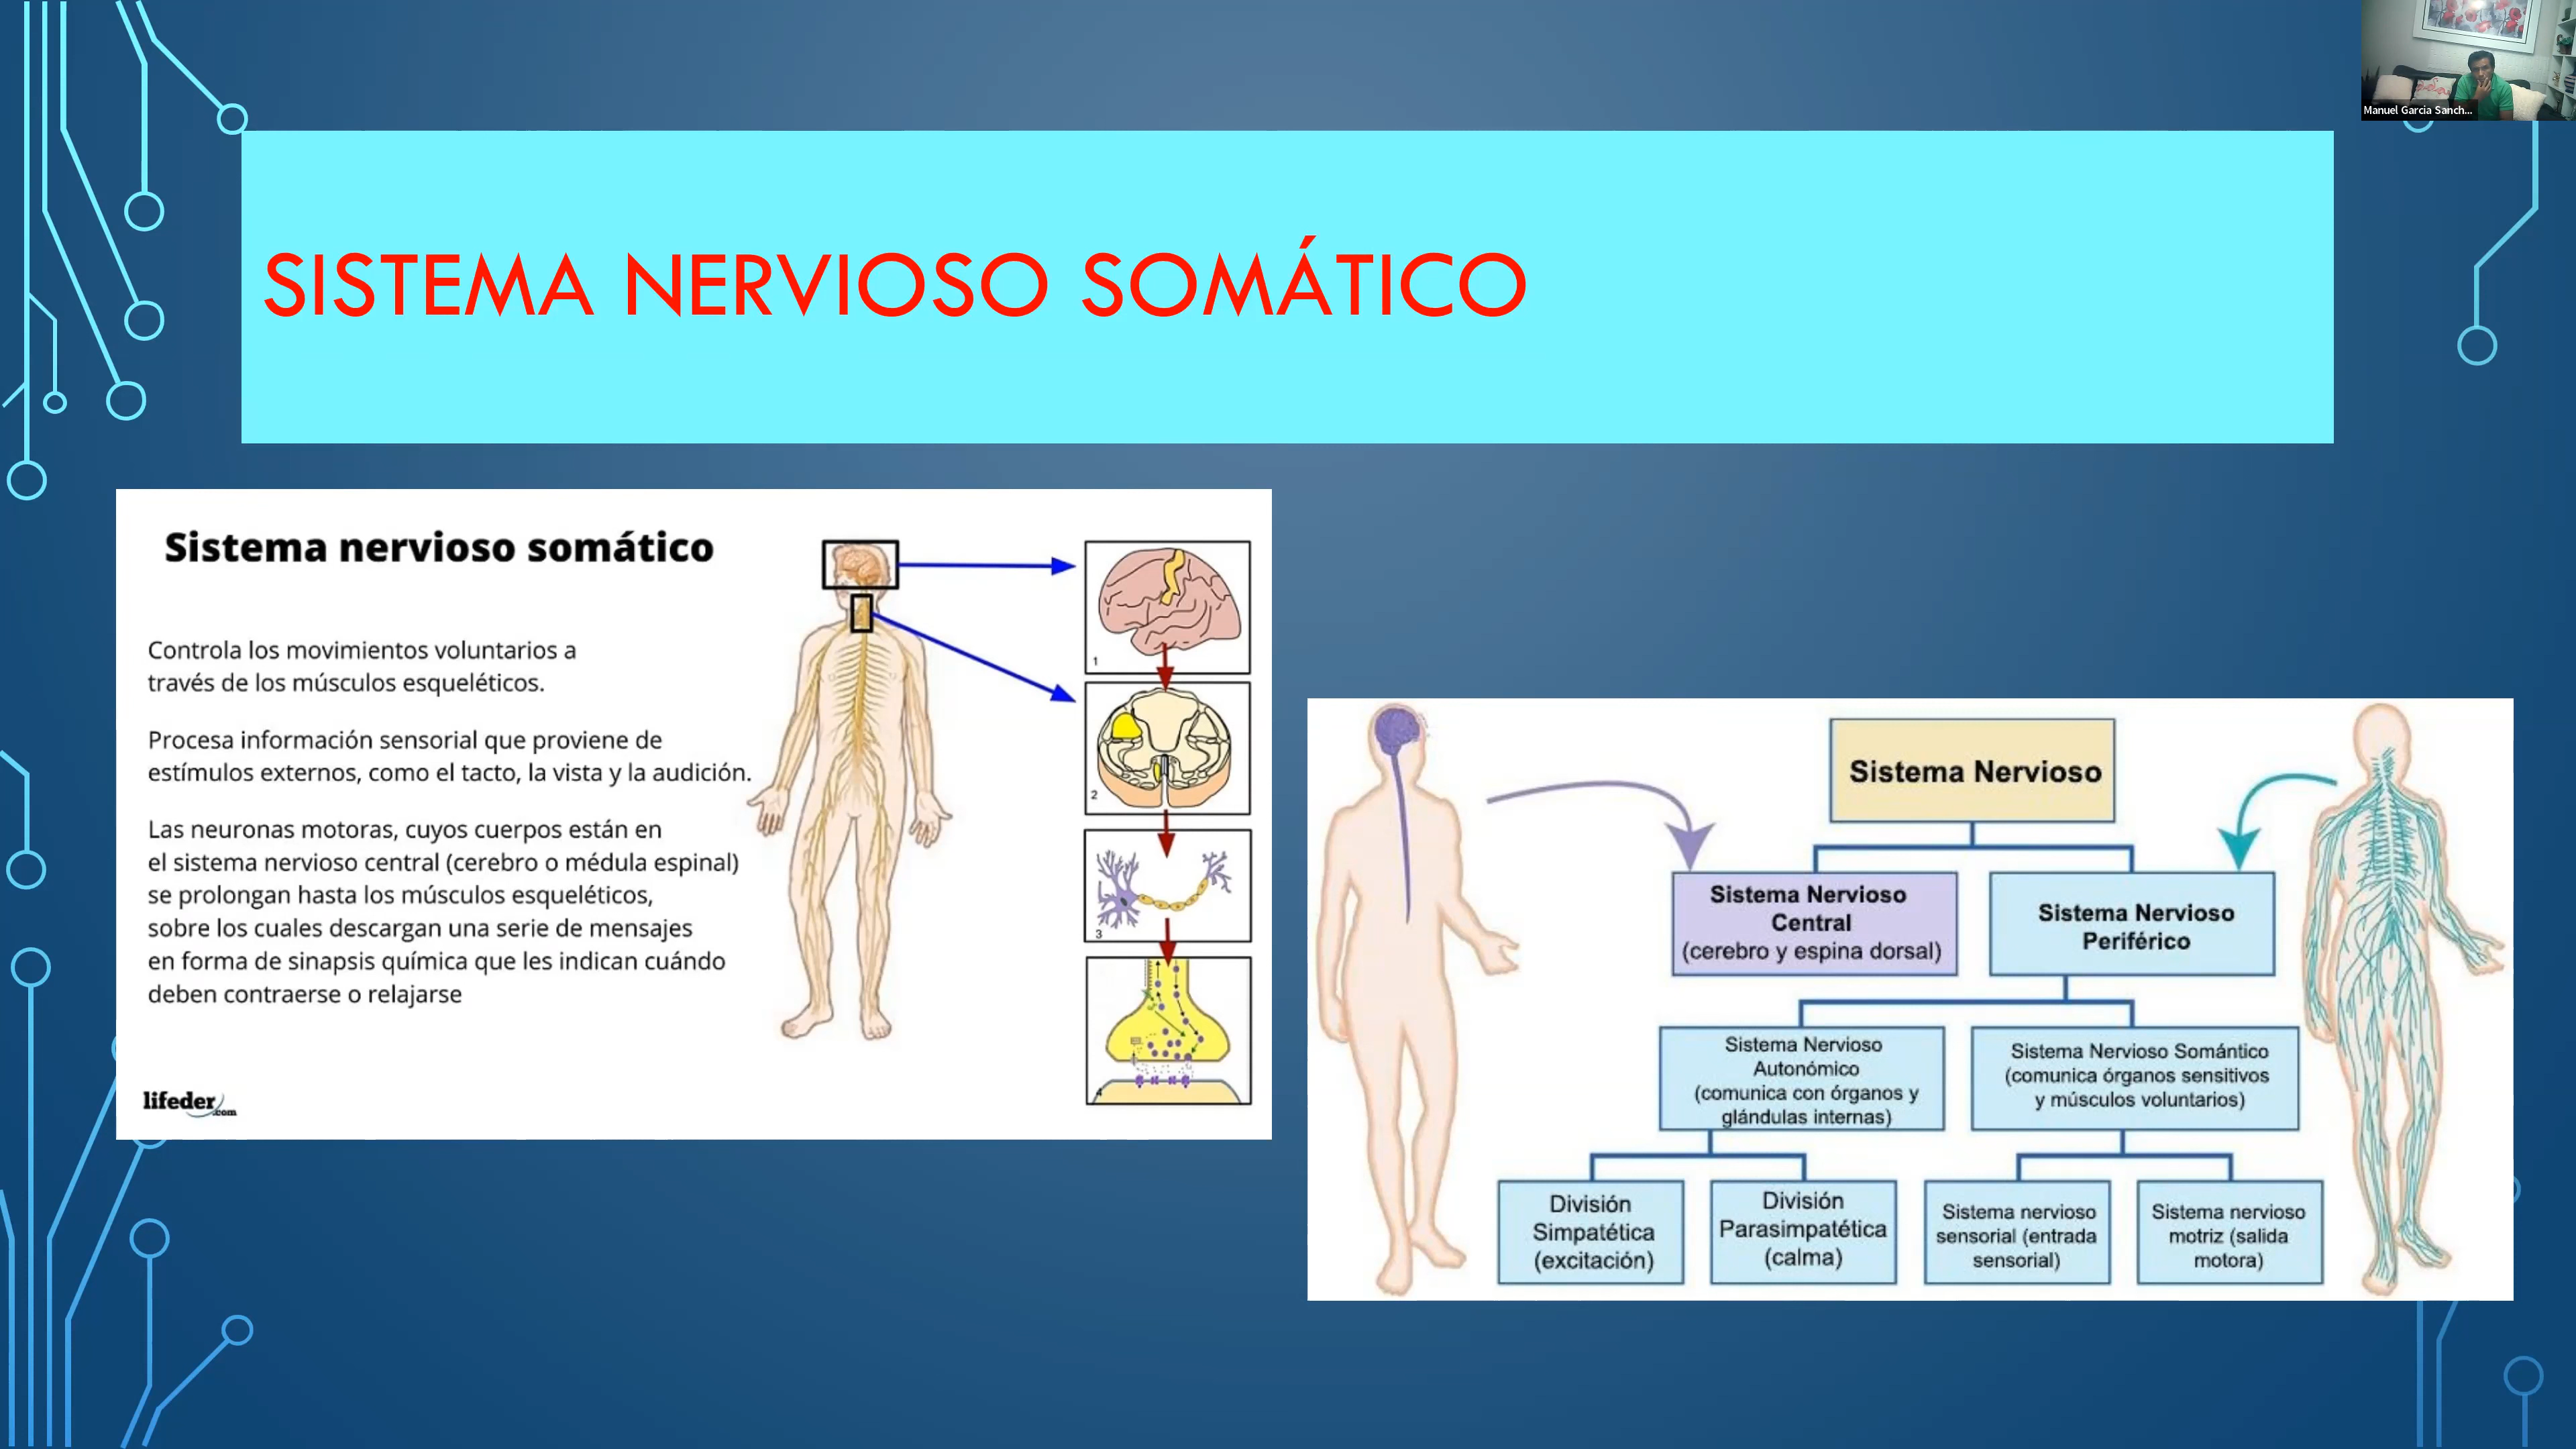 Manuel Garcia Sanch...
SISTEMA NERVIOSO SOMÁTICO
Sistema nervioso somático
Controla los movimientos voluntarios a
través de los músculos esqueléticos.
Procesa información sensorial que proviene de
estímulos externos, como el tacto, la vista y la audición.
Las neuronas motoras, cuyos cuerpos están en
el sistema nervioso central (cerebro o médula espinal)
se prolongan hasta los músculos esqueléticos,
sobre los cuales descargan una serie de mensajes
en forma de sinapsis química que les indican cuándo
deben contraerse o relajarse
lifeder.com
1
2
3
4
Sistema Nervioso
Sistema Nervioso
Central
(cerebro y espina dorsal)
Sistema Nervioso
Periférico
Sistema Nervioso
Autonómico
(comunica con órganos y
glándulas internas)
Sistema Nervioso Somántico
(comunica órganos sensitivos
y músculos voluntarios)
División
Simpatética
(excitación)
División
Parasimpatética
(calma)
Sistema nervioso
sensorial (entrada
sensorial)
Sistema nervioso
motriz (salida
motora)